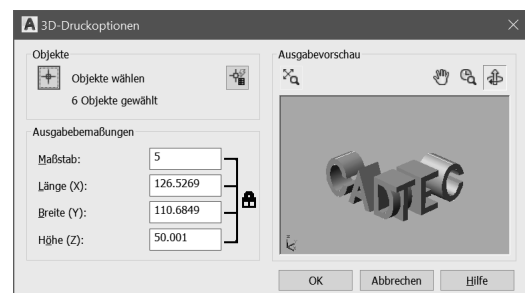 A 3D-Druckoptionen
Objekte
Objekte wählen
6 Objekte gewählt
Ausgabebemaßungen
Maßstab: 5
Länge (X): 126.5269
Breite (Y): 110.6849
Höhe (Z): 50.001
Ausgabevorschau
CADTEC
OK Abbrechen Hilfe